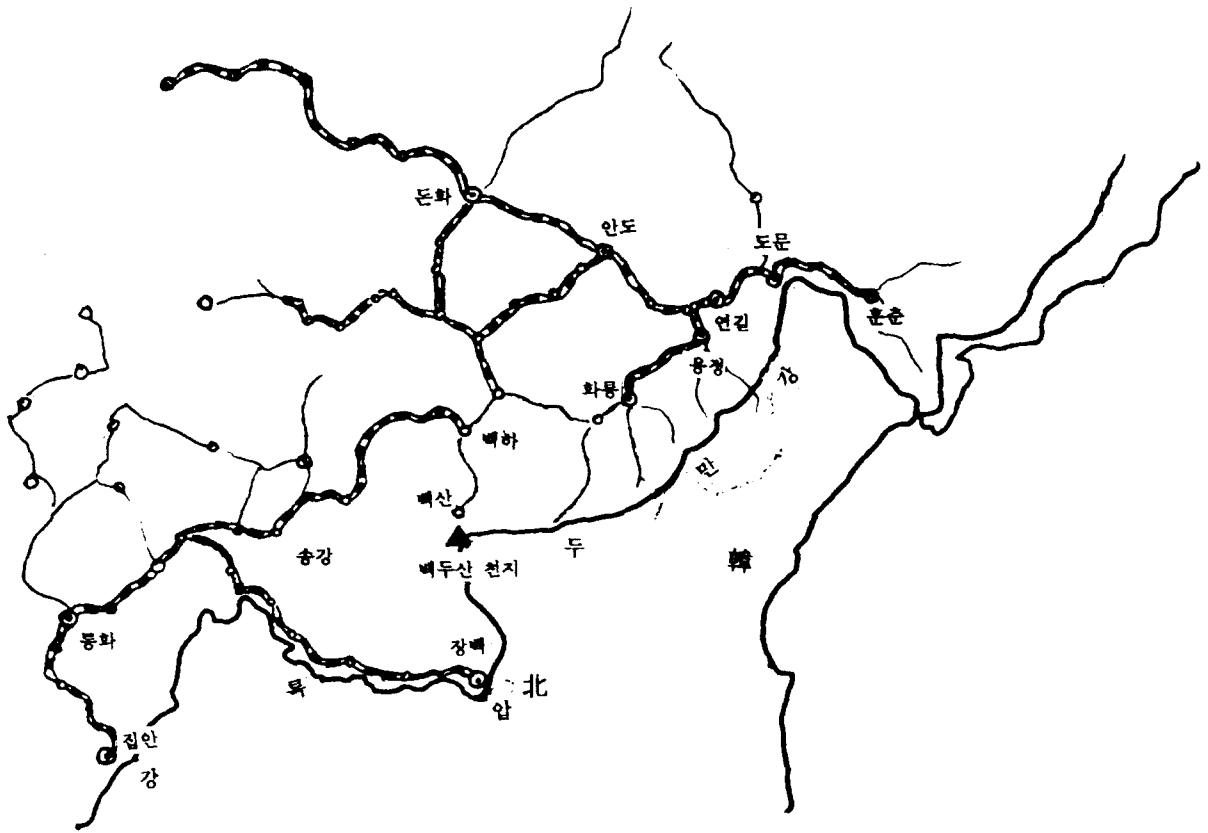 돈화
안도
도문
훈춘
연길
용정
화룡
백하
백산
강
만
두
백두산 천지
송강
韓
통화
장백
北
압
록
집안
강